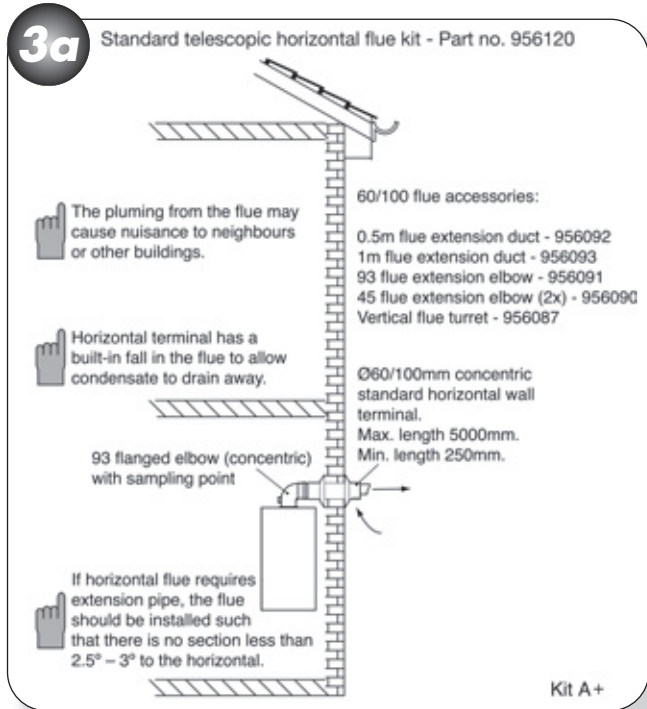 3a
Standard telescopic horizontal flue kit - Part no. 956120
The pluming from the flue may
cause nuisance to neighbours
or other buildings.
60/100 flue accessories:
0.5m flue extension duct - 956092
1m flue extension duct - 956093
93 flue extension elbow - 956091
45 flue extension elbow (2x) - 956090
Vertical flue turret - 956087
Horizontal terminal has a
built-in fall in the flue to allow
condensate to drain away.
Ø60/100mm concentric
standard horizontal wall
terminal.
Max. length 5000mm.
Min. length 250mm.
93 flanged elbow (concentric)
with sampling point
If horizontal flue requires
extension pipe, the flue
should be installed such
that there is no section less than
2.5º – 3º to the horizontal.
Kit A+